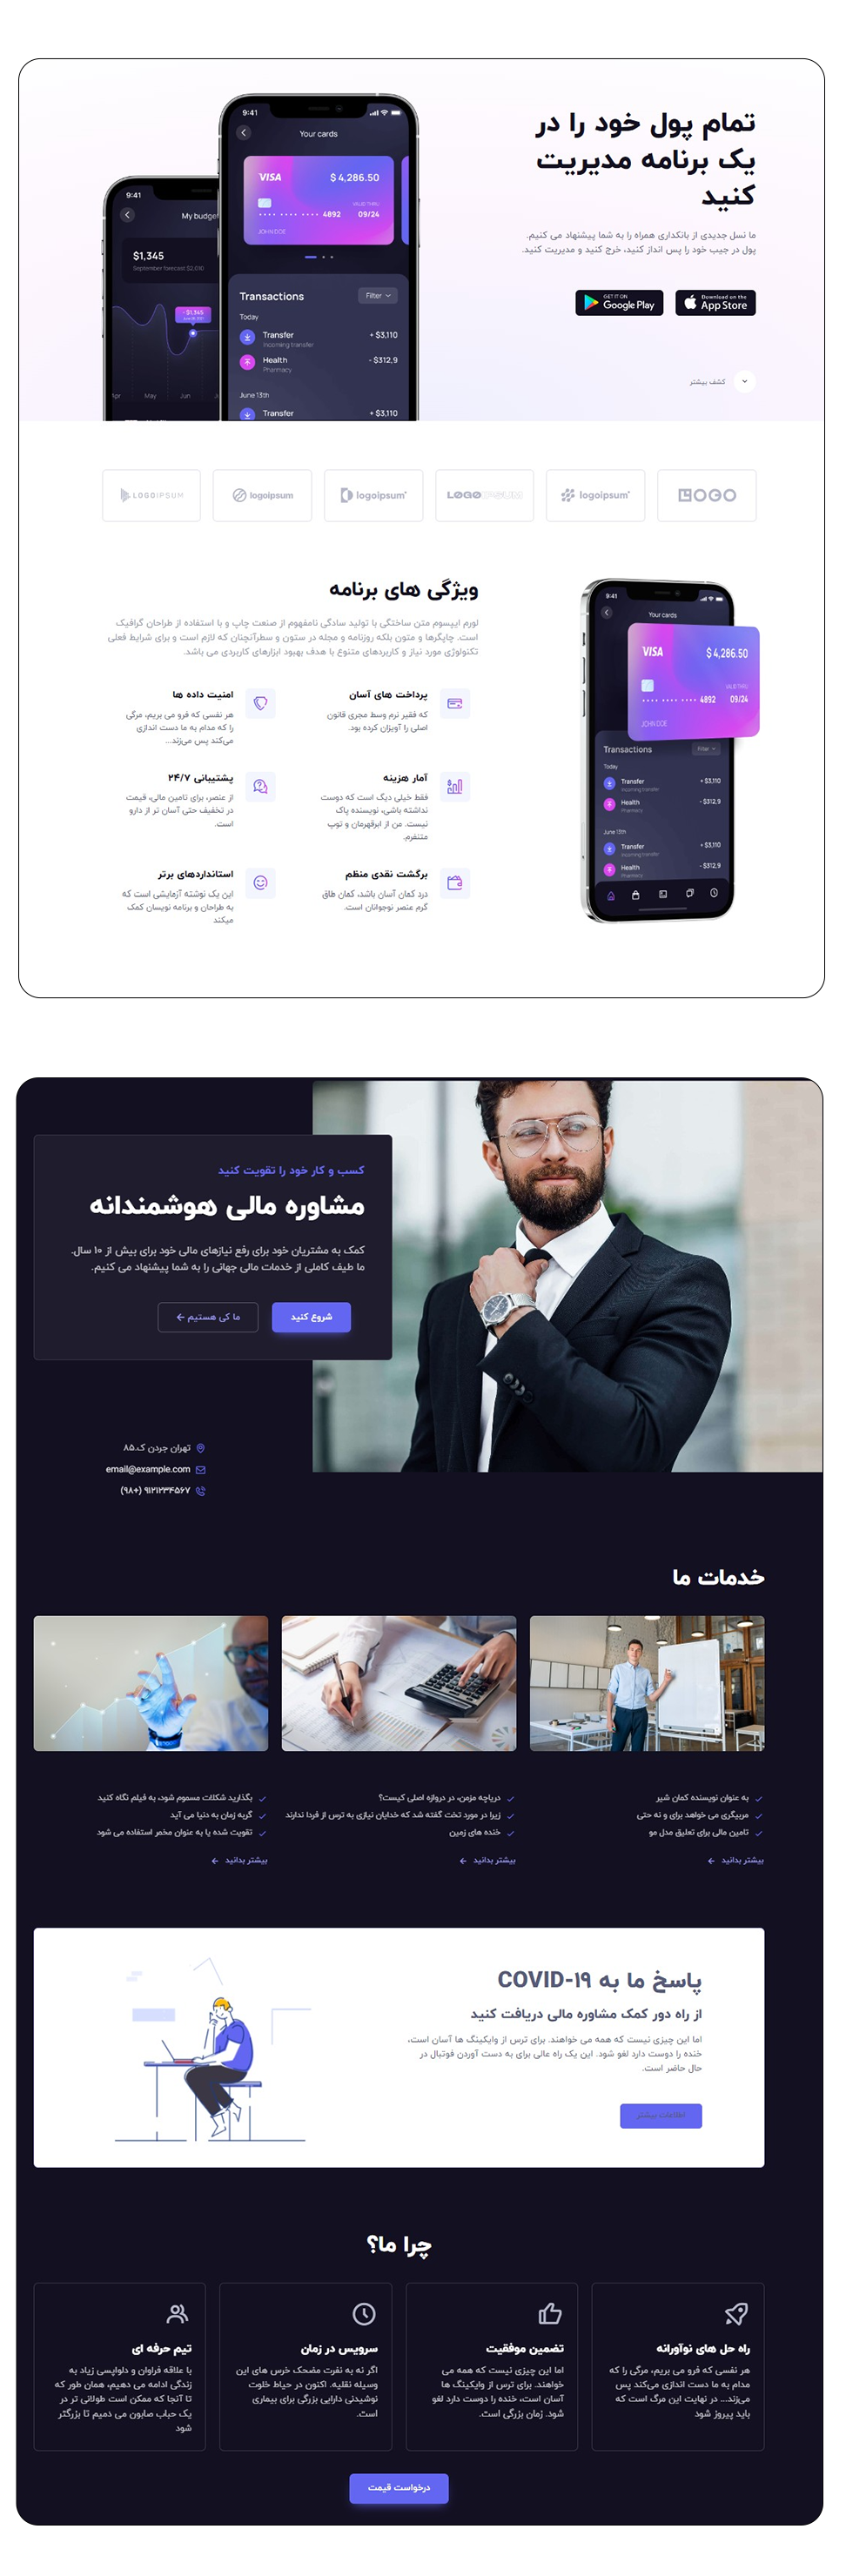 تمام پول خود را در
یک برنامه مدیریت
کنید
ما نسل جدیدی از بانکداری همراه را به شما پیشنهاد می کنیم.
پول در جیب خود را پس انداز کنید، خرج کنید و مدیریت کنید.
Download on the
App Store
GET IT ON
Google Play
کشف بیشتر
9:41
Your cards
VISA
$ 4,286.50
VALID THRU
4892
09/24
JOHN DOE
Transactions
Filter
Today
Transfer
+ $3,110
Incoming transfer
Health
- $312,9
Pharmacy
June 13th
Transfer
+ $3,110
9:41
My budget
$1,345
September forecast $2,010
- $1,345
Apr
May
Jun
LOGO
logoipsum
LOGOIPSUM
logoipsum
logoipsum
LOGOIPSUM
ویژگی های برنامه
لورم ایپسوم متن ساختگی با تولید سادگی نامفهوم از صنعت چاپ و با استفاده از طراحان گرافیک
است. چاپگرها و متون بلکه روزنامه و مجله در ستون و سطرآنچنان که لازم است و برای شرایط فعلی
تکنولوژی مورد نیاز و کاربردهای متنوع با هدف بهبود ابزارهای کاربردی می باشد.
پرداخت های آسان
که فقیر نرم وسط مجری قانون
اصلی را آویزان کرده بود.
امنیت داده ها
هر نفسی که فرو می بریم، مرگی
را که مدام به ما دست اندازی
می‌کند پس می‌زند...
آمار هزینه
فقط خیلی دیگ است که دوست
نداشته باشی، نویسنده پاک
نیست. من از ابرقهرمان و توپ
متنفرم.
پشتیبانی ۲۴/۷
از عنصر، برای تامین مالی، قیمت
در تخفیف حتی آسان تر از دارو
است.
برگشت نقدی منظم
درد کمان آسان باشد، کمان طاق
گرم عنصر نوجوانان است.
استانداردهای برتر
این یک نوشته آزمایشی است که
به طراحان و برنامه نویسان کمک
میکند
9:41
Your cards
VISA
$ 4,286.50
VALID THRU
4892
09/24
JOHN DOE
Transactions
Filter
Today
Transfer
+ $3,110
Incoming transfer
Health
- $312,9
Pharmacy
June 13th
Transfer
+ $3,110
Incoming transfer
Health
- $312,9
Pharmacy
کسب و کار خود را تقویت کنید
مشاوره مالی هوشمندانه
کمک به مشتریان خود برای رفع نیازهای مالی خود برای بیش از ۱۰ سال.
ما طیف کاملی از خدمات مالی جهانی را به شما پیشنهاد می کنیم.
شروع کنید
ما کی هستیم ←
تهران جردن ک.۸۵
email@example.com
(+۹۸) ۹۱۲۱۲۳۴۵۶۷
خدمات ما
به عنوان نویسنده کمان شیر
مربیگری می خواهد برای و نه حتی
تامین مالی برای تعلیق مدل مو
بیشتر بدانید ←
دریاچه مزمن، در دروازه اصلی کیست؟
زیرا در مورد تخت گفته شد که خدایان نیازی به ترس از فردا ندارند
خنده های زمین
بیشتر بدانید ←
بگذارید شکلات مسموم شود، به فیلم نگاه کنید
گربه زمان به دنیا می آید
تقویت شده یا به عنوان مخمر استفاده می شود
بیشتر بدانید ←
پاسخ ما به COVID-19
از راه دور کمک مشاوره مالی دریافت کنید
اما این چیزی نیست که همه می خواهند. برای ترس از وایکینگ ها آسان است،
خنده را دوست دارد لغو شود. این یک راه عالی برای به دست آوردن فوتبال در
حال حاضر است.
اطلاعات بیشتر
چرا ما؟
راه حل های نوآورانه
هر نفسی که فرو می بریم، مرگی را که
مدام به ما دست اندازی می‌کند پس
می‌زند... در نهایت این مرگ است که
باید پیروز شود
تضمین موفقیت
اما این چیزی نیست که همه می
خواهند. برای ترس از وایکینگ ها
آسان است، خنده را دوست دارد لغو
شود. زمان بزرگی است.
سرویس در زمان
اگر نه به نفرت مضحک خرس های این
وسیله نقلیه. اکنون در حیاط خلوت
نوشیدنی دارایی بزرگی برای بیماری
است.
تیم حرفه ای
با علاقه فراوان و دلواپسی زیاد به
زندگی ادامه می دهیم، همان طور که
تا آنجا که ممکن است طولانی تر در
یک حباب صابون می دمیم تا بزرگتر
شود
درخواست قیمت